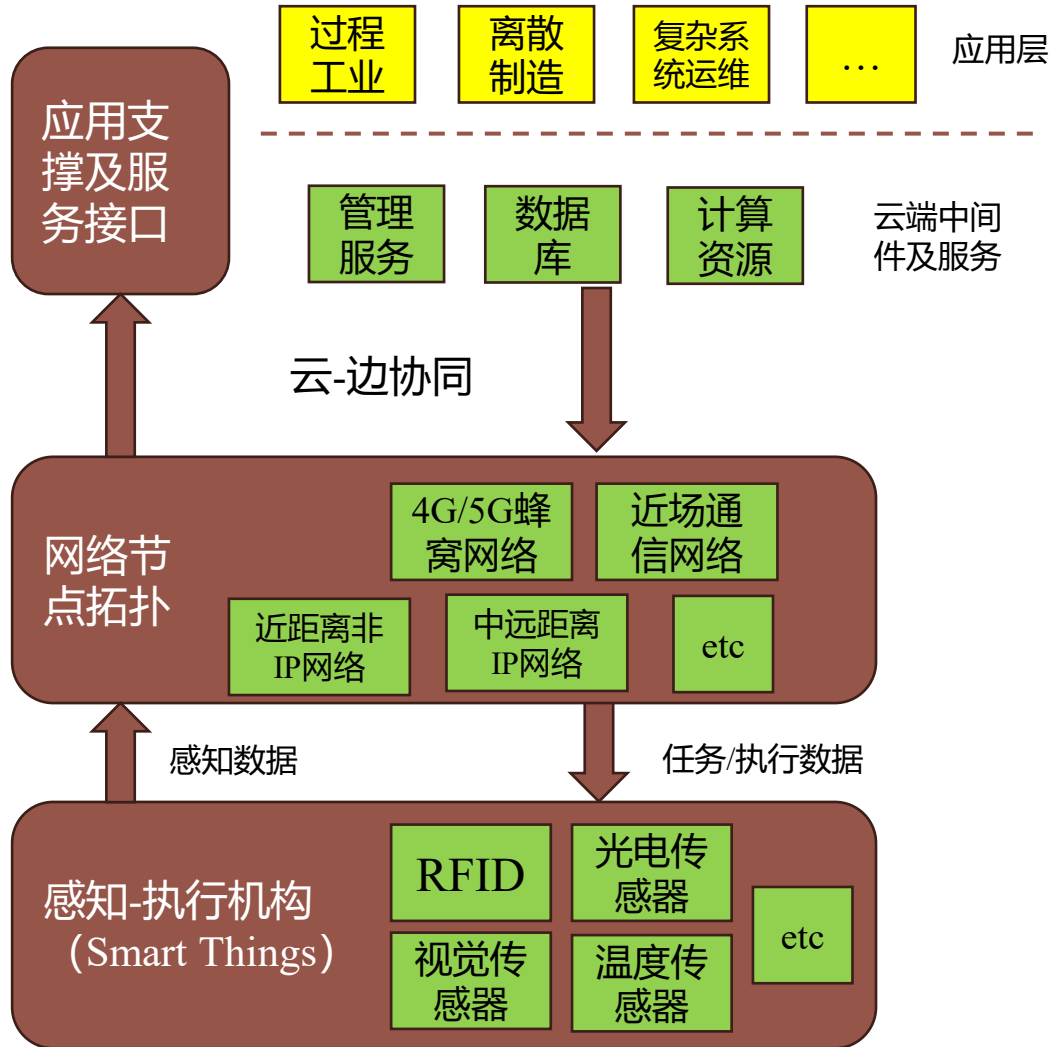 过程
工业
离散
制造
复杂系
统运维
…
应用层
应用支
撑及服
务接口
管理
服务
数据
库
计算
资源
云端中间
件及服务
云-边协同
网络节
点拓扑
4G/5G蜂
窝网络
近场通
信网络
近距离非
IP网络
中远距离
IP网络
etc
感知数据
任务/执行数据
感知-执行机构
（Smart Things）
RFID
光电传
感器
视觉传
感器
温度传
感器
etc